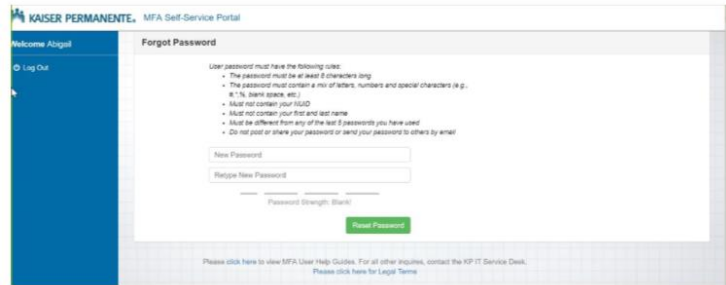 KAISER PERMANENTE. MFA Self-Service Portal
Welcome Abigail
Log Out
Forgot Password
User password must have the following rules:
• The password must be at least 8 characters long
• The password must contain a mix of letters, numbers and special characters (e.g.,
#,*,%, blank space, etc.)
• Must not contain your NUID
• Must not contain your first and last name
• Must be different from any of the last 5 passwords you have used
• Do not post or share your password or send your password to others by email
New Password
Retype New Password
Password Strength: Blank!
Reset Password
Please click here to view MFA User Help Guides. For all other inquires, contact the KP IT Service Desk.
Please click here for Legal Terms